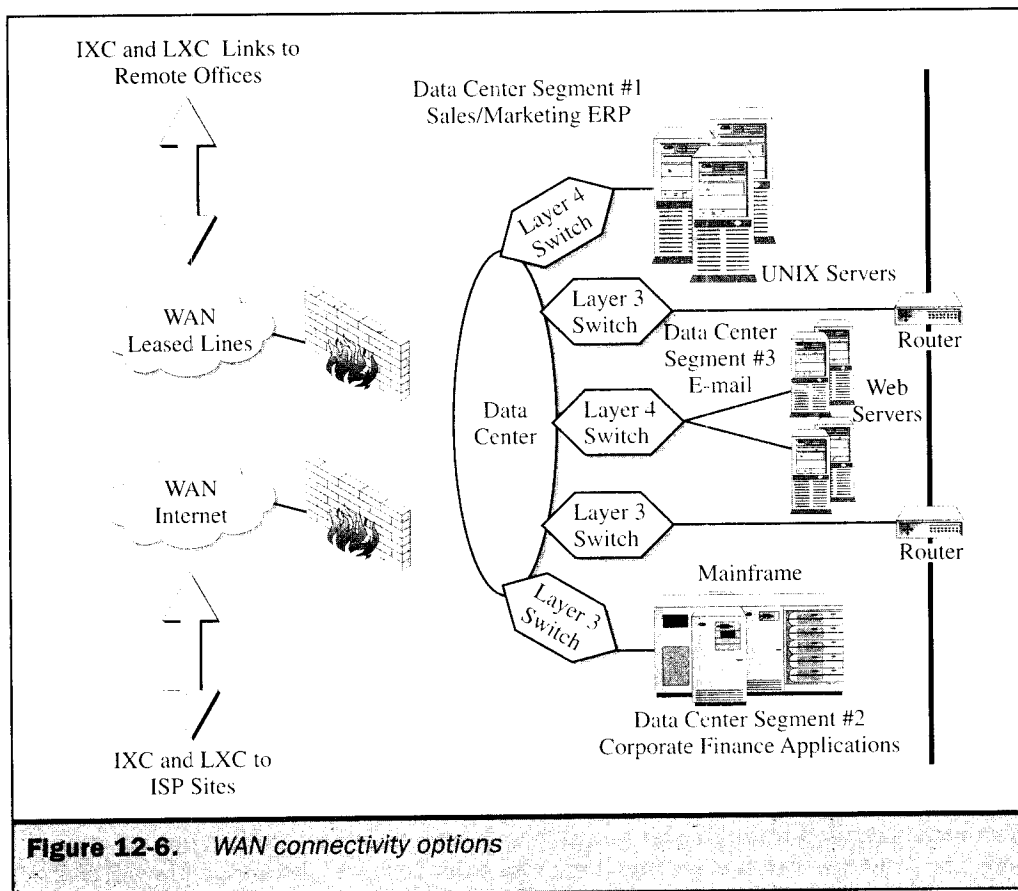 IXC and LXC Links to
Remote Offices
Data Center Segment #1
Sales/Marketing ERP
Layer 4
Switch
UNIX Servers
WAN
Leased Lines
Layer 3
Switch
Router
Data Center
Segment #3
E-mail
Data
Center
Layer 4
Switch
Web
Servers
WAN
Internet
Layer 3
Switch
Router
Layer 3
Switch
Mainframe
Data Center Segment #2
Corporate Finance Applications
IXC and LXC to
ISP Sites
Figure 12-6. WAN connectivity options